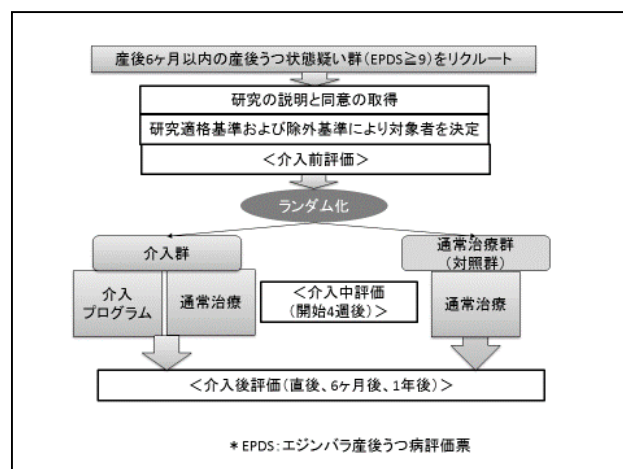 産後6ヶ月以内の産後うつ状態疑い群(EPDS≧9)をリクルート
研究の説明と同意の取得
研究適格基準および除外基準により対象者を決定
＜介入前評価＞
ランダム化
介入群
通常治療群
(対照群)
介入
プログラム
通常治療
＜介入中評価
(開始4週後)＞
通常治療
＜介入後評価(直後、6ヶ月後、1年後)＞
＊EPDS：エジンバラ産後うつ病評価票